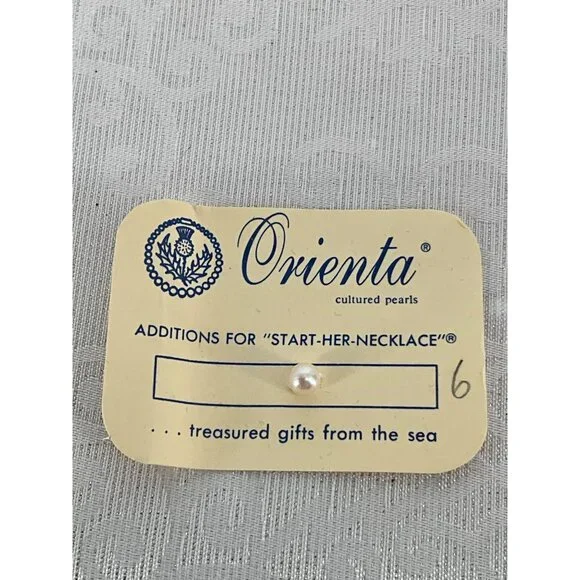 Orienta®
cultured pearls
ADDITIONS FOR "START-HER-NECKLACE"®
6
. . . treasured gifts from the sea